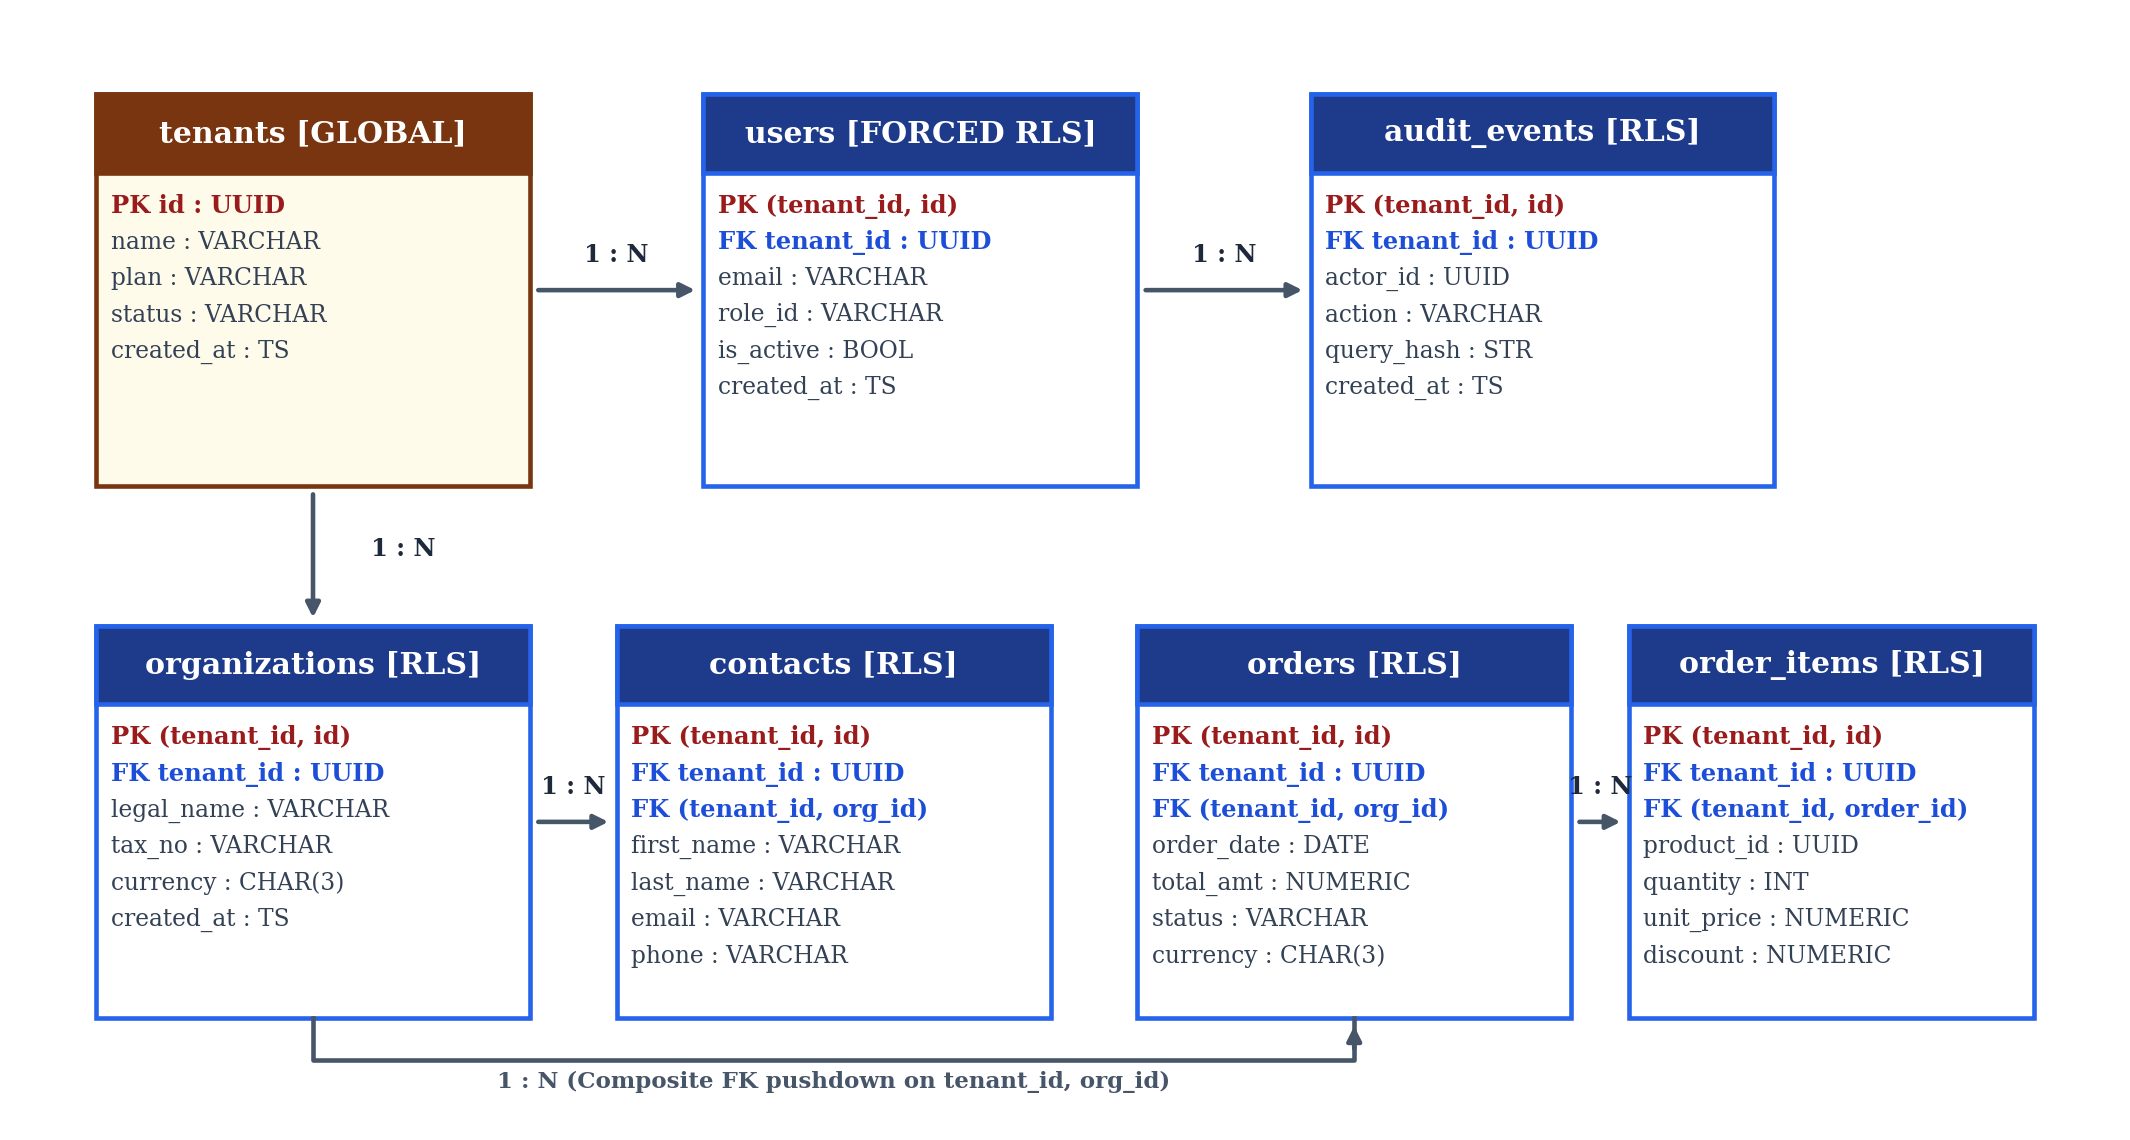 tenants [GLOBAL]
PK id : UUID
name : VARCHAR
plan : VARCHAR
status : VARCHAR
created_at : TS
1 : N
users [FORCED RLS]
PK (tenant_id, id)
FK tenant_id : UUID
email : VARCHAR
role_id : VARCHAR
is_active : BOOL
created_at : TS
1 : N
audit_events [RLS]
PK (tenant_id, id)
FK tenant_id : UUID
actor_id : UUID
action : VARCHAR
query_hash : STR
created_at : TS
1 : N
organizations [RLS]
PK (tenant_id, id)
FK tenant_id : UUID
legal_name : VARCHAR
tax_no : VARCHAR
currency : CHAR(3)
created_at : TS
1 : N
contacts [RLS]
PK (tenant_id, id)
FK tenant_id : UUID
FK (tenant_id, org_id)
first_name : VARCHAR
last_name : VARCHAR
email : VARCHAR
phone : VARCHAR
orders [RLS]
PK (tenant_id, id)
FK tenant_id : UUID
FK (tenant_id, org_id)
order_date : DATE
total_amt : NUMERIC
status : VARCHAR
currency : CHAR(3)
1 : N
order_items [RLS]
PK (tenant_id, id)
FK tenant_id : UUID
FK (tenant_id, order_id)
product_id : UUID
quantity : INT
unit_price : NUMERIC
discount : NUMERIC
1 : N (Composite FK pushdown on tenant_id, org_id)